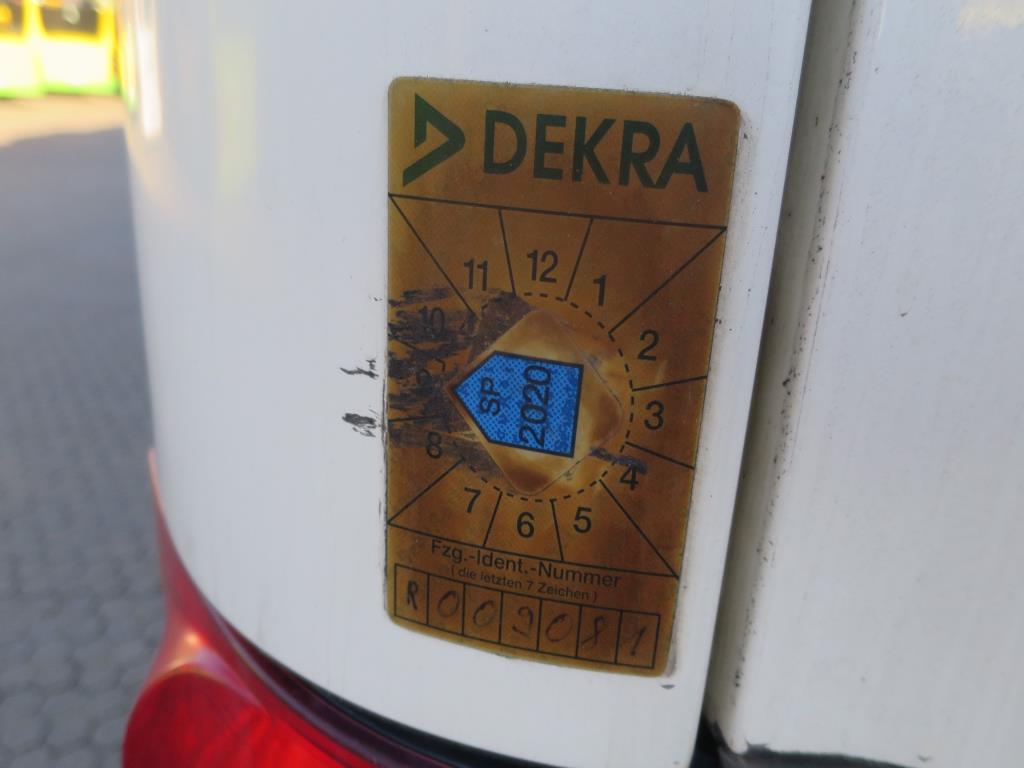 DEKRA
12
11
1
10
2
SP
2020
3
8
4
7
6
5
Fzg.-Ident.-Nummer
( die letzten 7 Zeichen )
R009081